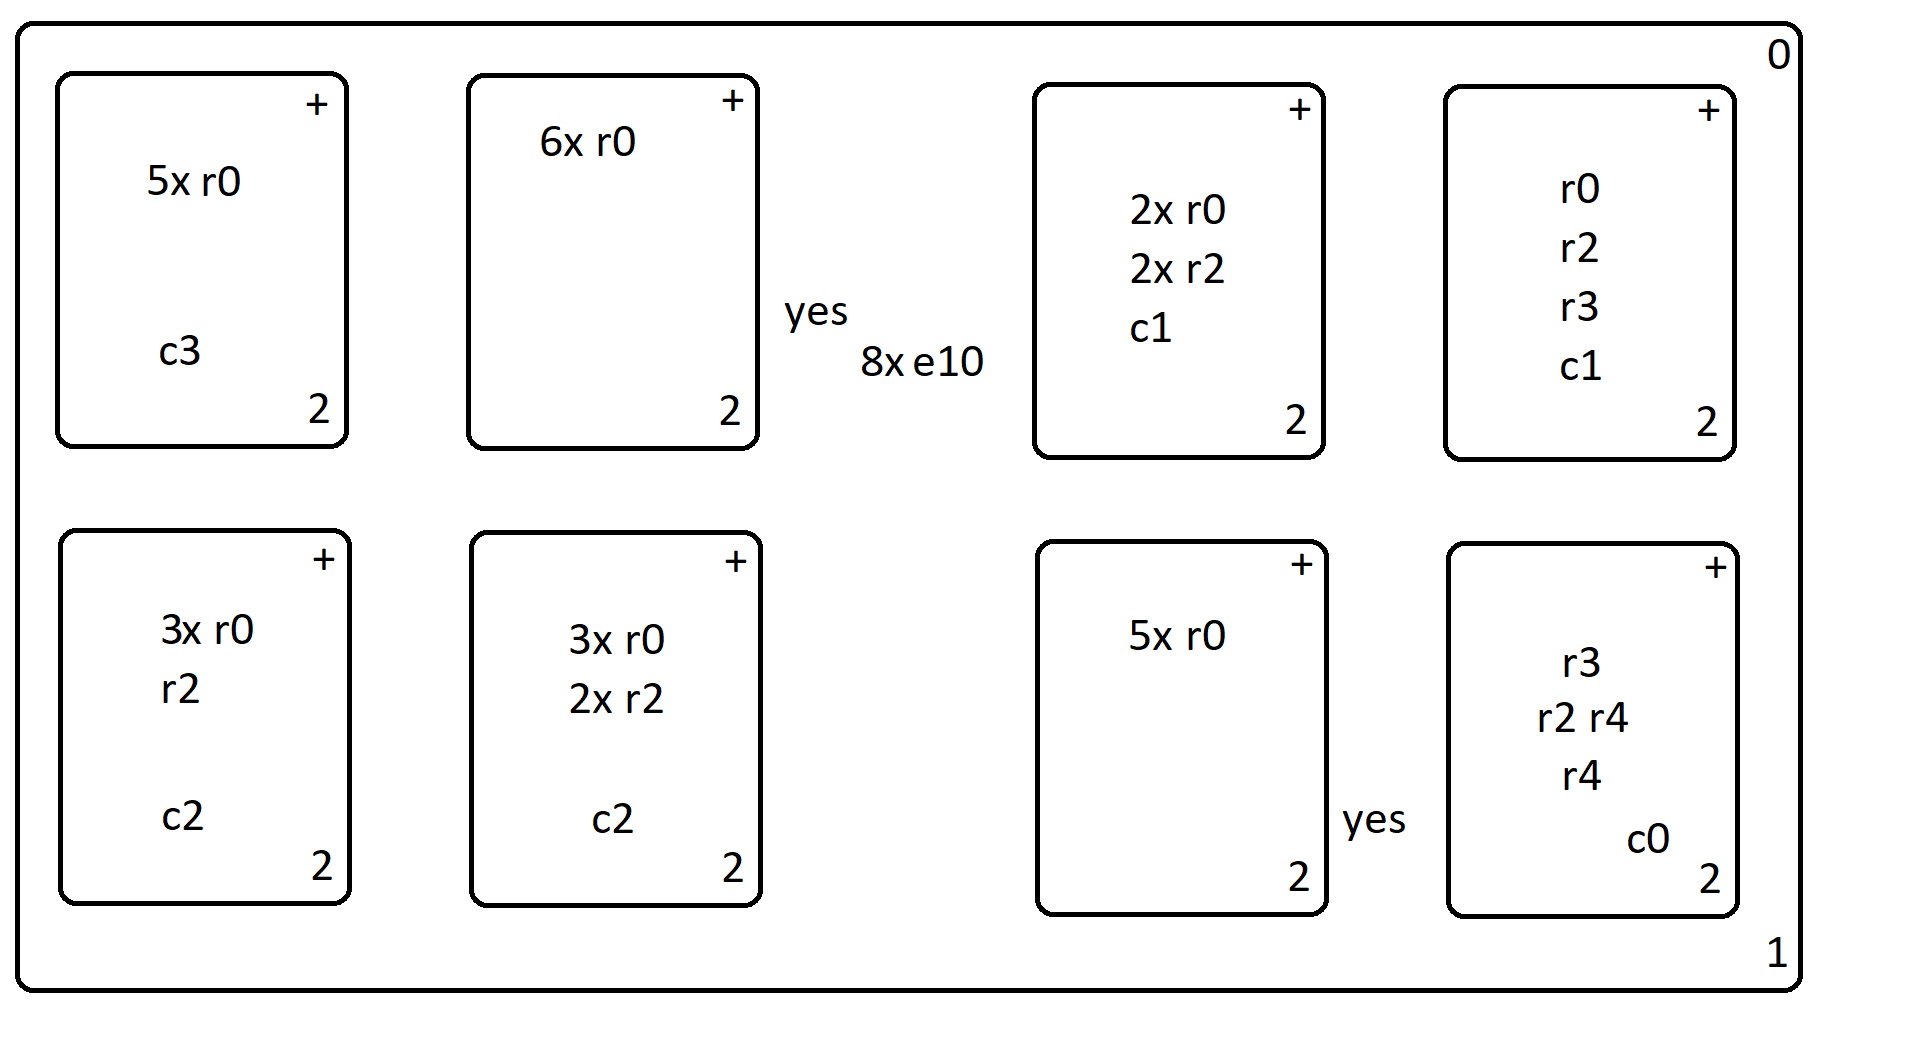 0
+
5x r0
c3
2
+
6x r0
2
yes
8x e10
+
2x r0
2x r2
c1
2
+
r0
r2
r3
c1
2
+
3x r0
r2
c2
2
+
3x r0
2x r2
c2
2
+
5x r0
2
yes
+
r3
r2 r4
r4
c0
2
1